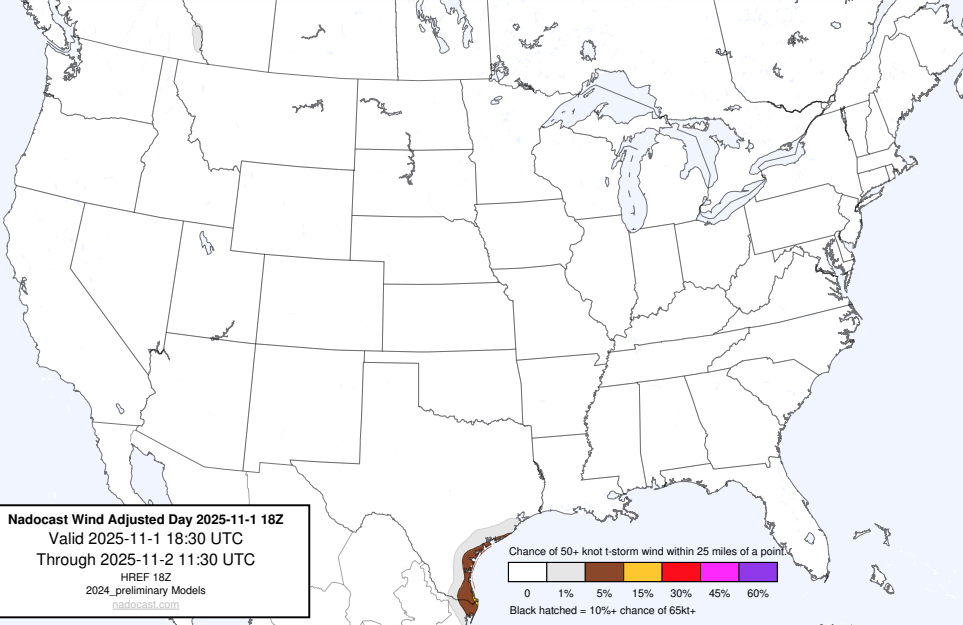 Nadocast Wind Adjusted Day 2025-11-1 18Z
Valid 2025-11-1 18:30 UTC
Through 2025-11-2 11:30 UTC
HREF 18Z
2024_preliminary Models
nadocast.com
Chance of 50+ knot t-storm wind within 25 miles of a point.
0 1% 5% 15% 30% 45% 60%
Black hatched = 10%+ chance of 65kt+